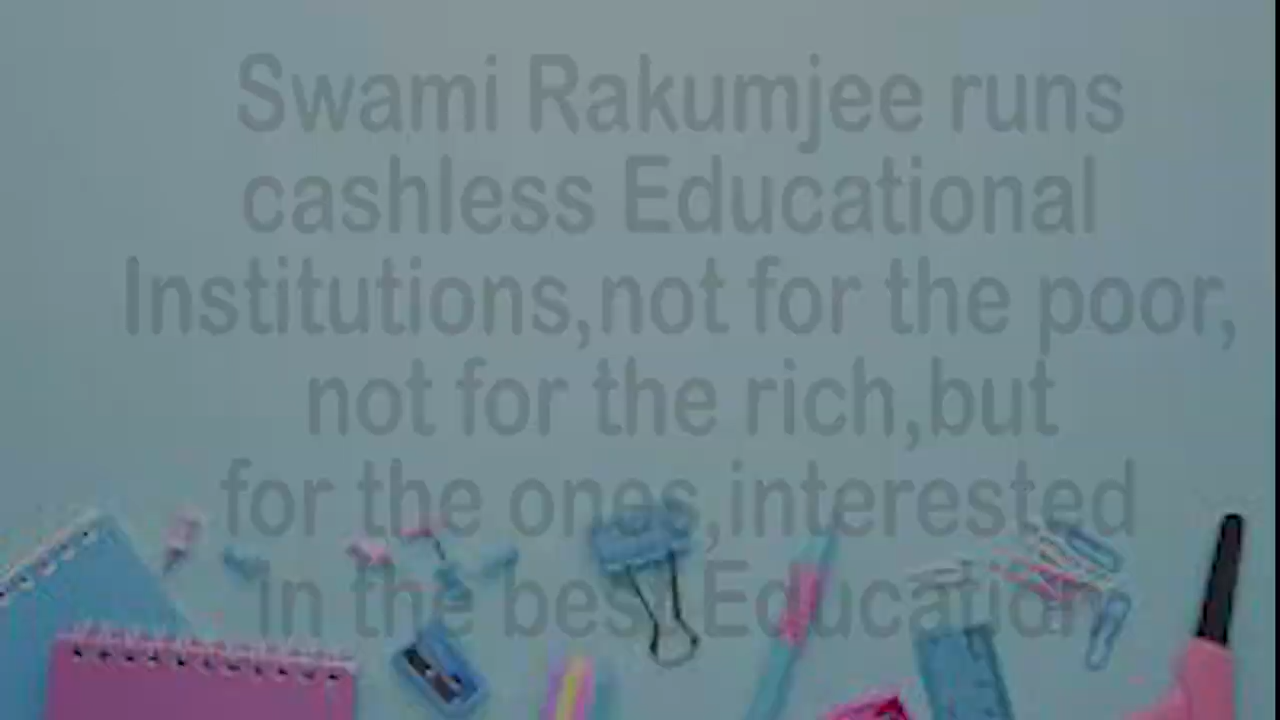 Swami Rakumjee runs
cashless Educational
Institutions,not for the poor,
not for the rich,but
for the ones,interested
in the best Education